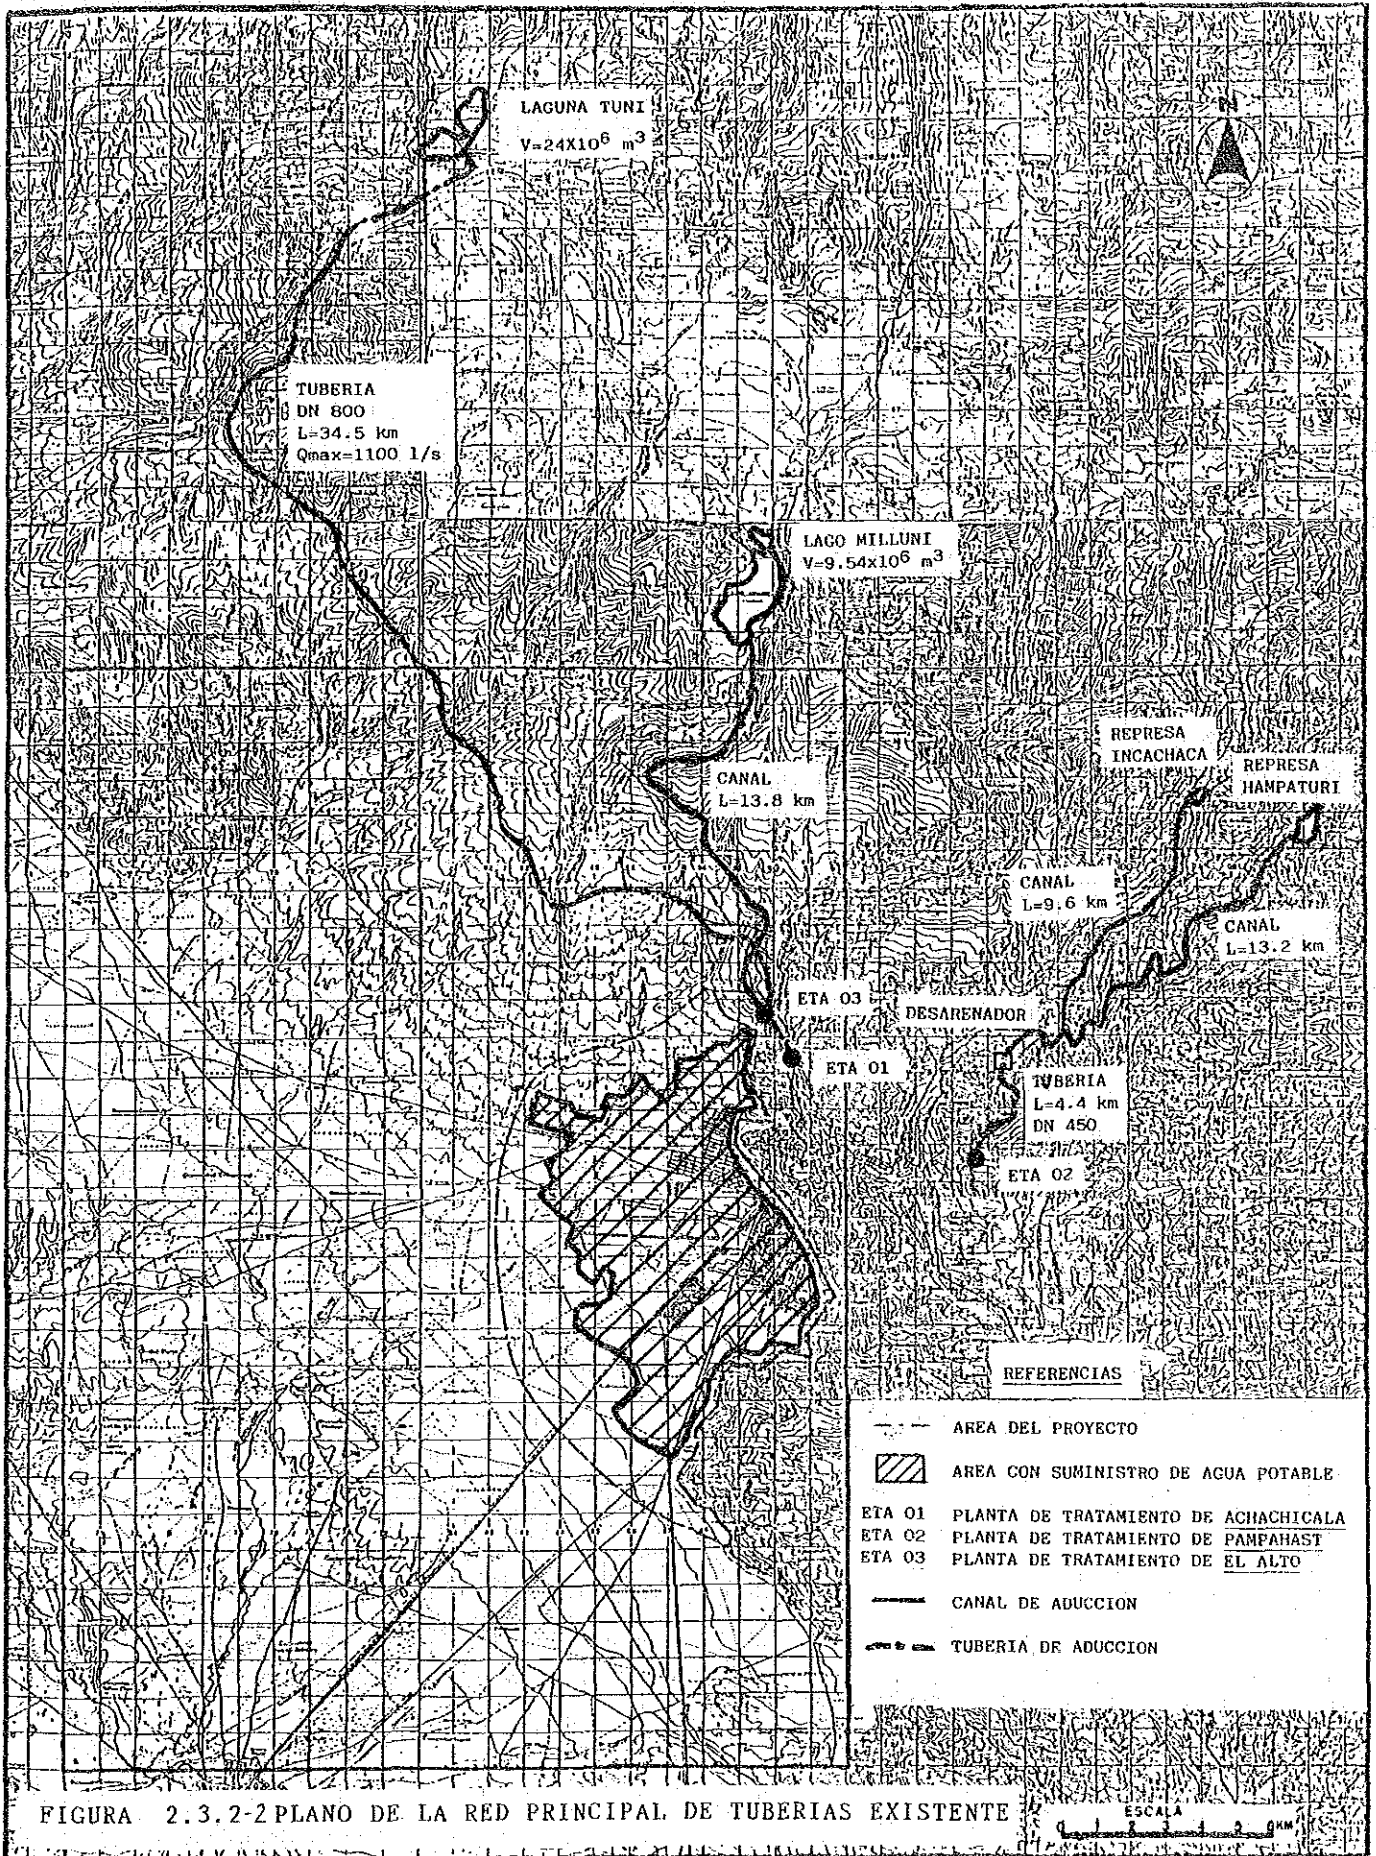 LAGUNA TUNI
V=24X10⁶ m³
N
TUBERIA
DN 800
L=34.5 km
Qmax=1100 l/s
LAGO MILLUNI
V=9.54x10⁶ m³
REPRESA
INCACHACA
REPRESA
HAMPATURI
CANAL
L=13.8 km
CANAL
L=9.6 km
CANAL
L=13.2 km
ETA 03
DESARENADOR
ETA 01
TUBERIA
L=4.4 km
DN 450
ETA 02
REFERENCIAS
AREA DEL PROYECTO
AREA CON SUMINISTRO DE AGUA POTABLE
ETA 01 PLANTA DE TRATAMIENTO DE ACHACHICALA
ETA 02 PLANTA DE TRATAMIENTO DE PAMPAHAST
ETA 03 PLANTA DE TRATAMIENTO DE EL ALTO
CANAL DE ADUCCION
TUBERIA DE ADUCCION
FIGURA 2.3.2-2 PLANO DE LA RED PRINCIPAL DE TUBERIAS EXISTENTE
ESCALA
0 1 2 3 4 KM